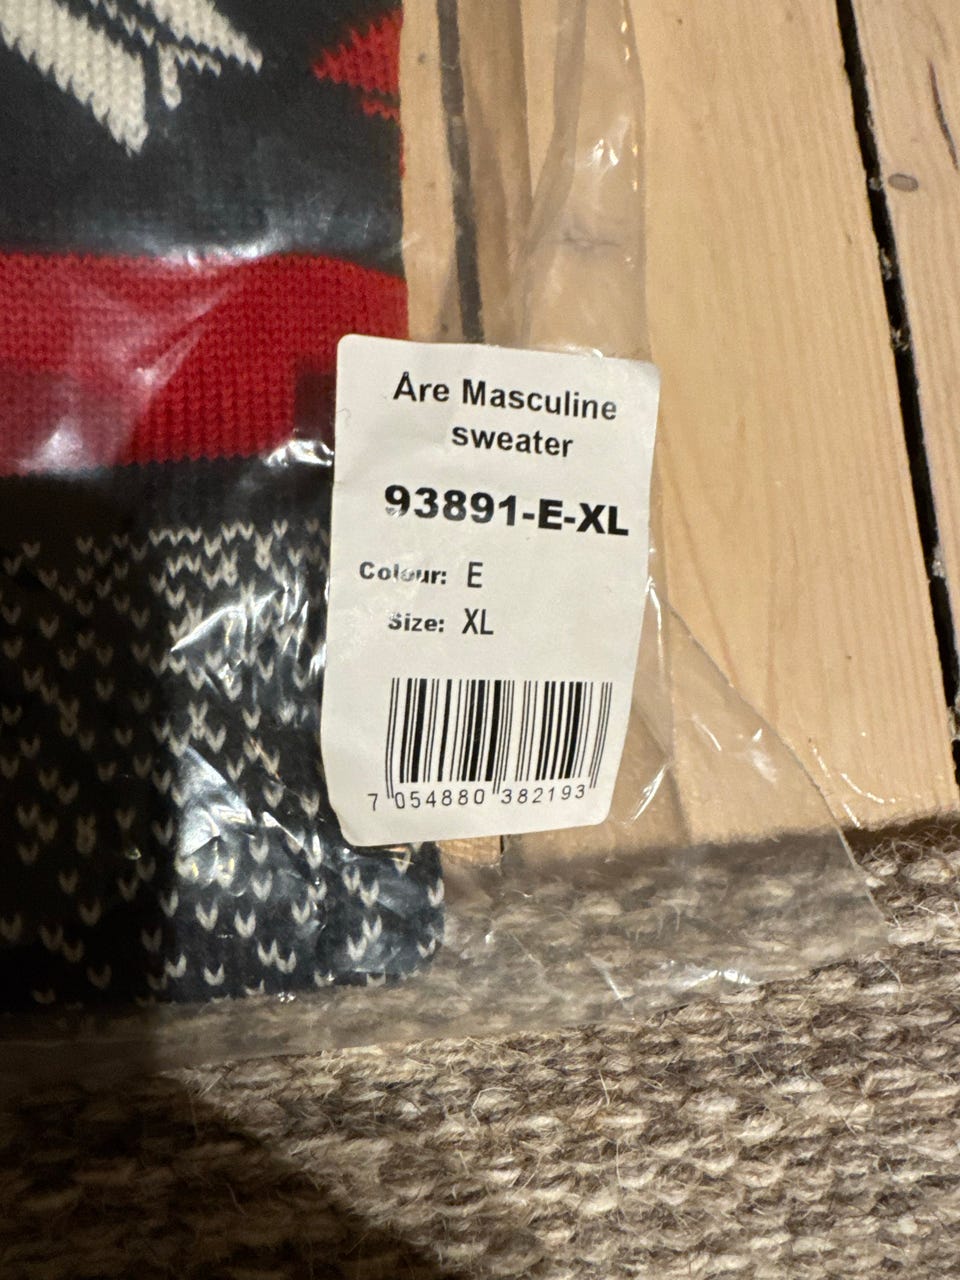 Åre Masculine
sweater
93891-E-XL
Colour: E
Size: XL
7 054880 382193